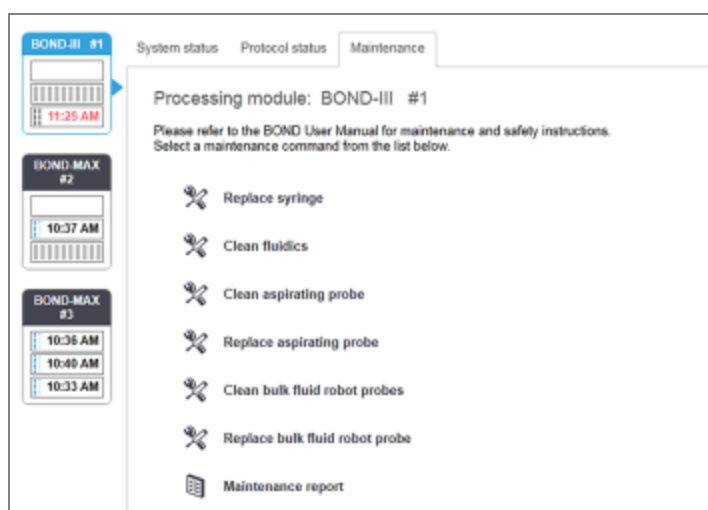 BOND-III #1
11:25 AM
BOND-MAX
#2
10:37 AM
BOND-MAX
#3
10:36 AM
10:40 AM
10:33 AM
System status Protocol status Maintenance
Processing module: BOND-III #1
Please refer to the BOND User Manual for maintenance and safety instructions.
Select a maintenance command from the list below.
Replace syringe
Clean fluidics
Clean aspirating probe
Replace aspirating probe
Clean bulk fluid robot probes
Replace bulk fluid robot probe
Maintenance report